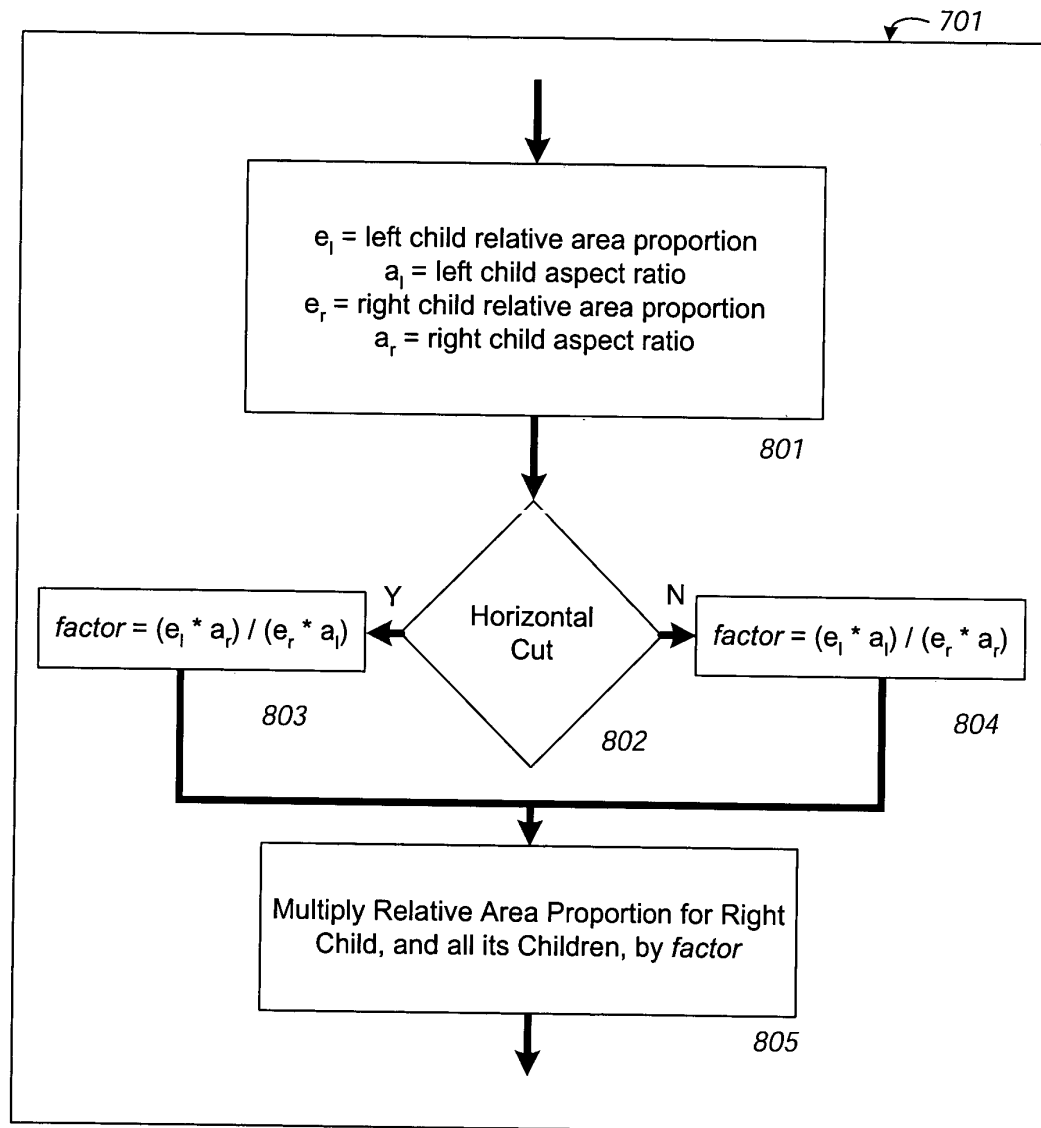 701
e_l = left child relative area proportion
a_l = left child aspect ratio
e_r = right child relative area proportion
a_r = right child aspect ratio
801
Y
N
Horizontal
Cut
factor = (e_l * a_r) / (e_r * a_l)
factor = (e_l * a_l) / (e_r * a_r)
803
802
804
Multiply Relative Area Proportion for Right
Child, and all its Children, by factor
805